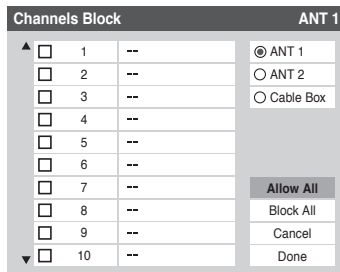 Channels Block ANT 1
1 -- ANT 1
2 -- ANT 2
3 -- Cable Box
4 --
5 --
6 --
7 -- Allow All
8 -- Block All
9 -- Cancel
10 -- Done